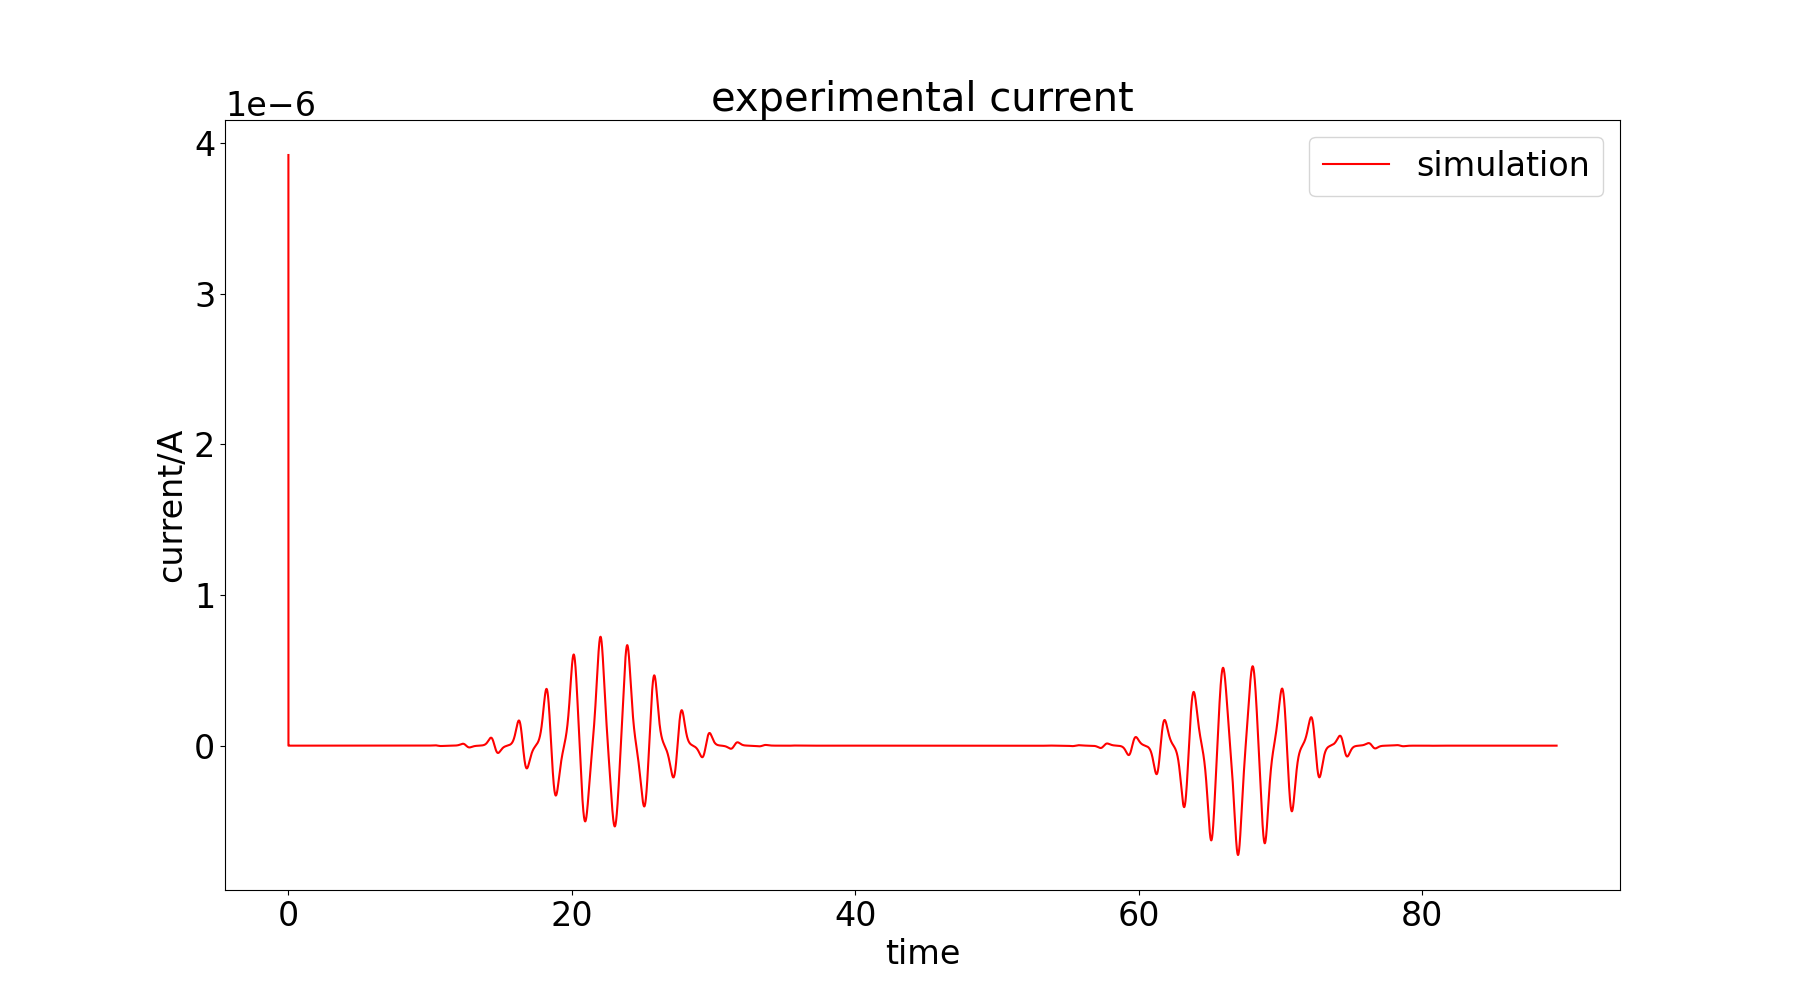 experimental current
1e−6
simulation
4
3
2
1
0
current/A
0 20 40 60 80
time